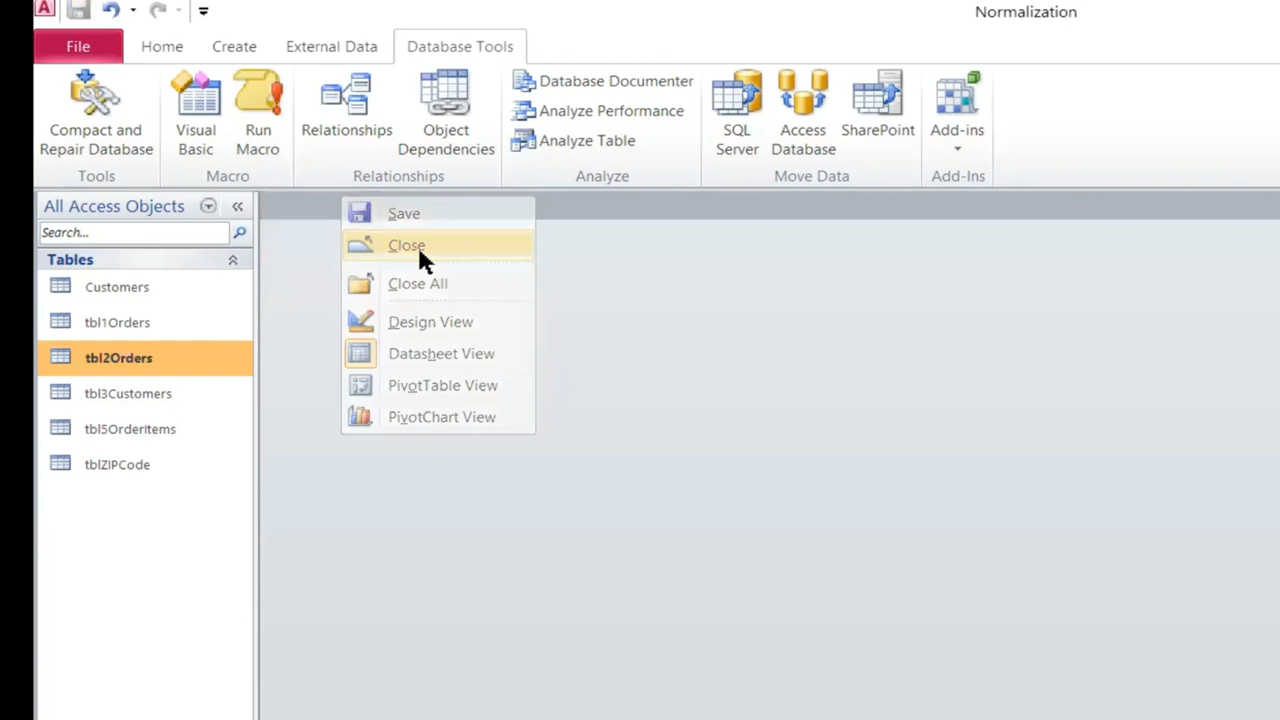 A
Normalization
File Home Create External Data Database Tools
Compact and
Repair Database
Visual
Basic
Run
Macro
Relationships
Object
Dependencies
Database Documenter
Analyze Performance
Analyze Table
SQL
Server
Access
Database
SharePoint
Add-ins
Tools Macro Relationships Analyze Move Data Add-Ins
All Access Objects
Search...
Tables
Customers
tbl1Orders
tbl2Orders
tbl3Customers
tbl5OrderItems
tblZIPCode
Save
Close
Close All
Design View
Datasheet View
PivotTable View
PivotChart View